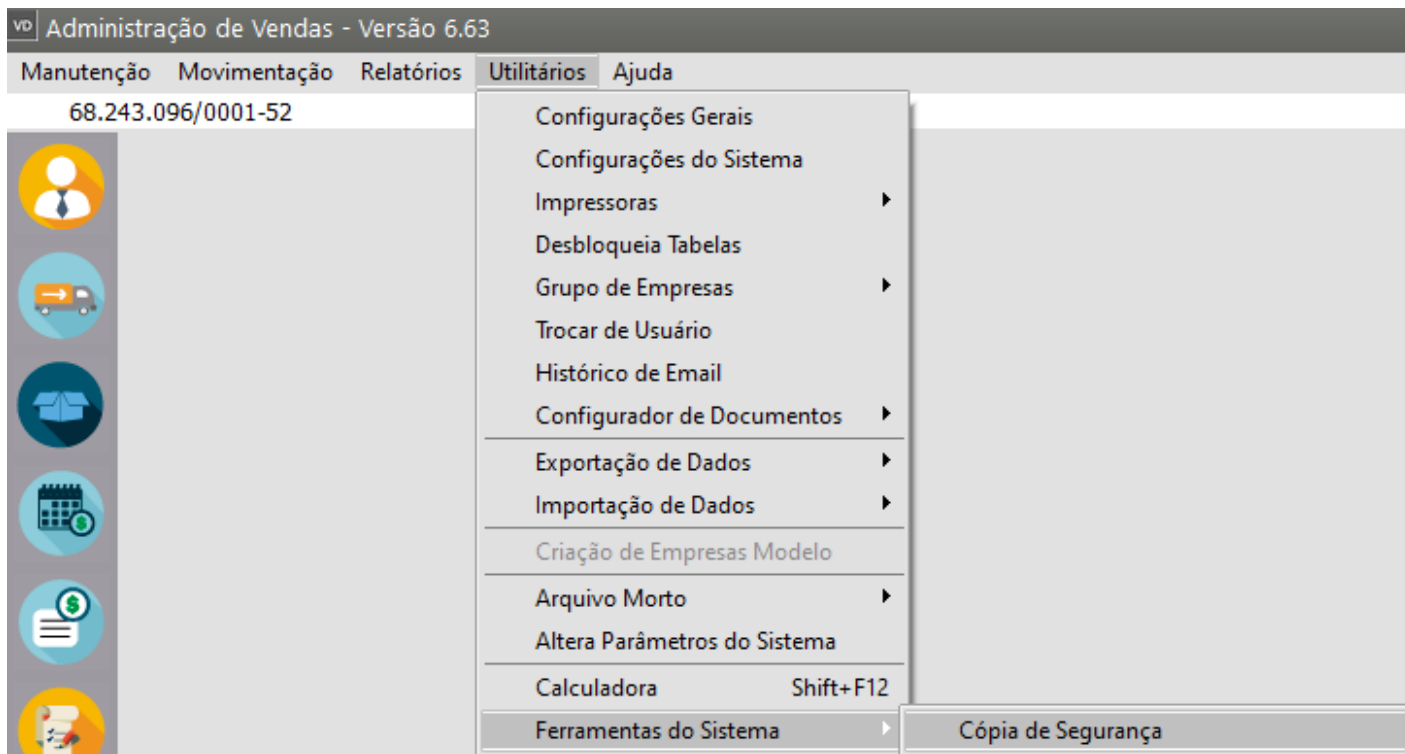 VD Administração de Vendas - Versão 6.63
Manutenção Movimentação Relatórios Utilitários Ajuda
68.243.096/0001-52
Configurações Gerais
Configurações do Sistema
Impressoras
Desbloqueia Tabelas
Grupo de Empresas
Trocar de Usuário
Histórico de Email
Configurador de Documentos
Exportação de Dados
Importação de Dados
Criação de Empresas Modelo
Arquivo Morto
Altera Parâmetros do Sistema
Calculadora Shift+F12
Ferramentas do Sistema Cópia de Segurança